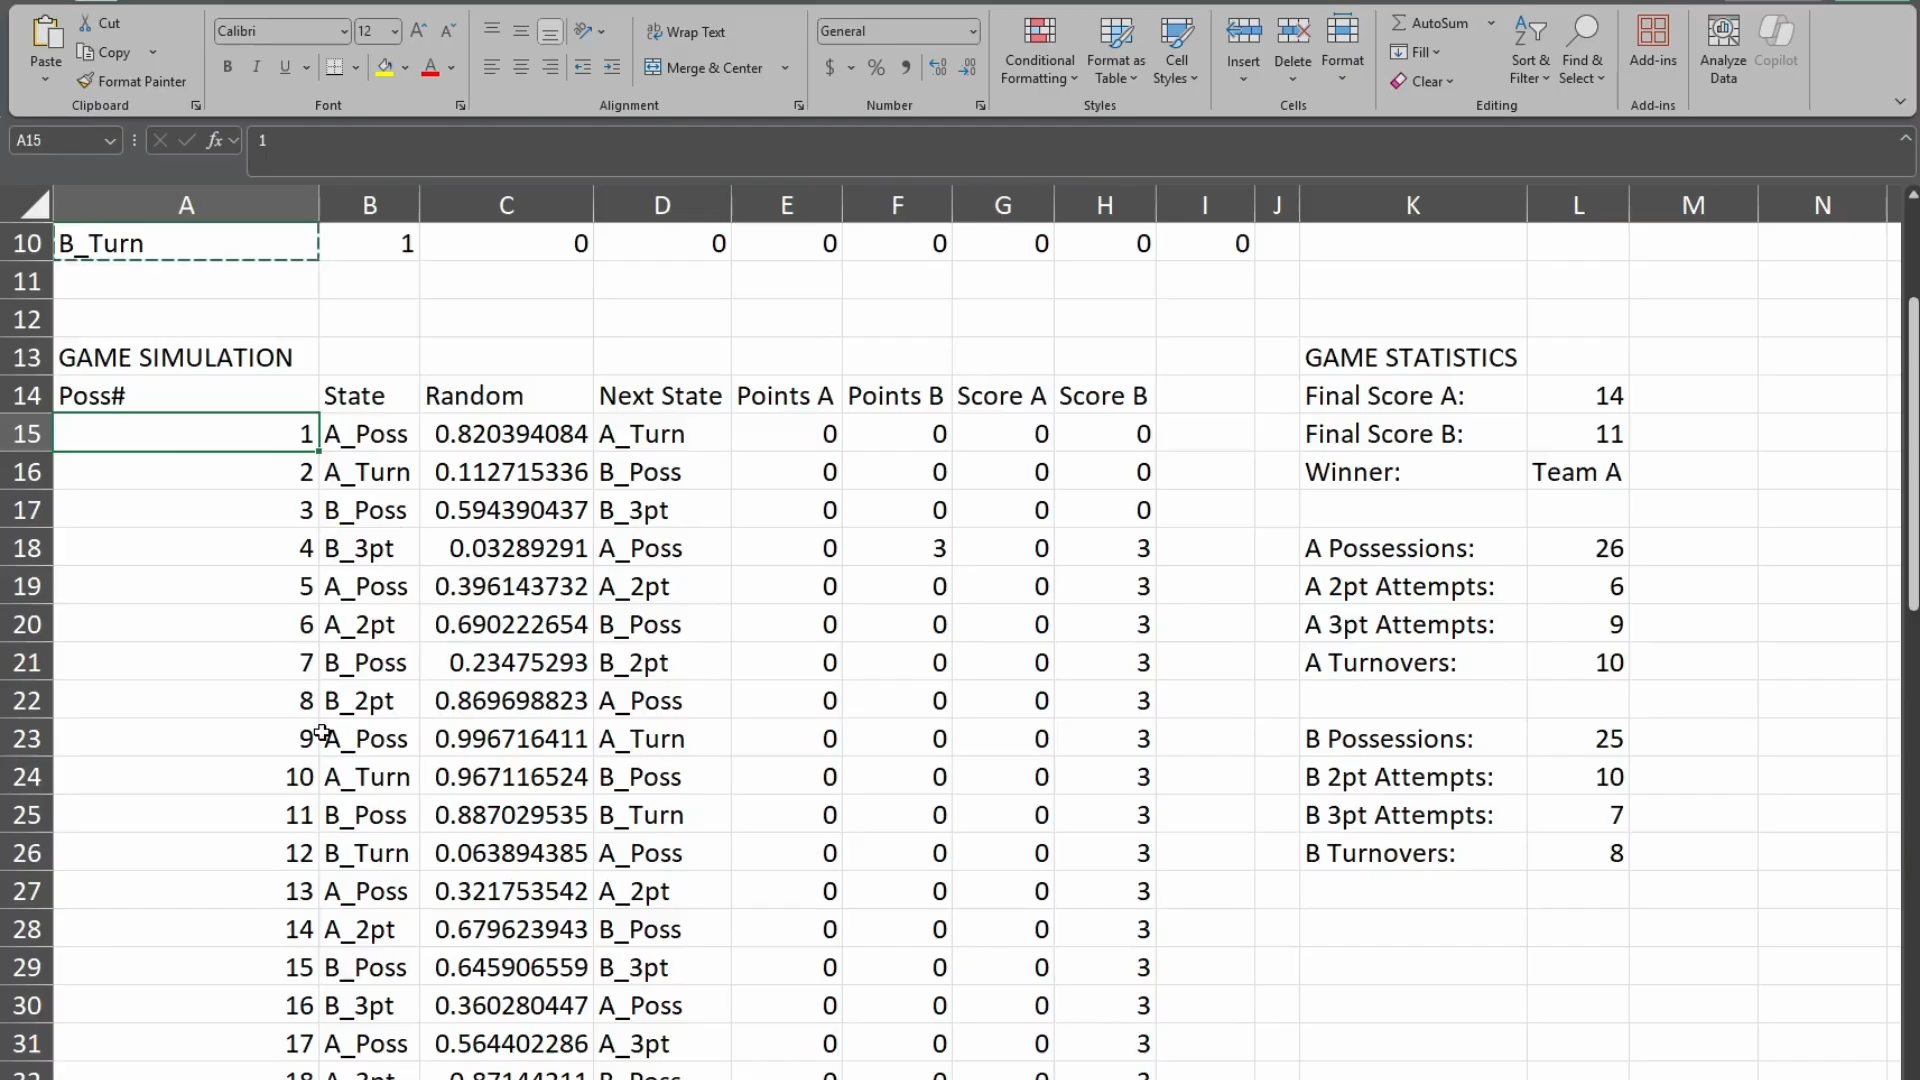 Paste
Cut
Copy
Format Painter
Clipboard
Calibri 12
B I U
Font
Wrap Text
Merge & Center
Alignment
General
$ %
Number
Conditional Formatting
Format as Table
Cell Styles
Styles
Insert
Delete
Format
Cells
AutoSum
Fill
Clear
Sort & Filter
Find & Select
Editing
Add-ins
Add-ins
Analyze Data
Copilot
A15 fx 1
A B C D E F G H I J K L M N
10 B_Turn 1 0 0 0 0 0 0 0
11
12
13 GAME SIMULATION GAME STATISTICS
14 Poss# State Random Next State Points A Points B Score A Score B Final Score A: 14
15 1 A_Poss 0.820394084 A_Turn 0 0 0 0 Final Score B: 11
16 2 A_Turn 0.112715336 B_Poss 0 0 0 0 Winner: Team A
17 3 B_Poss 0.594390437 B_3pt 0 0 0 0
18 4 B_3pt 0.03289291 A_Poss 0 3 0 3 A Possessions: 26
19 5 A_Poss 0.396143732 A_2pt 0 0 0 3 A 2pt Attempts: 6
20 6 A_2pt 0.690222654 B_Poss 0 0 0 3 A 3pt Attempts: 9
21 7 B_Poss 0.23475293 B_2pt 0 0 0 3 A Turnovers: 10
22 8 B_2pt 0.869698823 A_Poss 0 0 0 3
23 9 A_Poss 0.996716411 A_Turn 0 0 0 3 B Possessions: 25
24 10 A_Turn 0.967116524 B_Poss 0 0 0 3 B 2pt Attempts: 10
25 11 B_Poss 0.887029535 B_Turn 0 0 0 3 B 3pt Attempts: 7
26 12 B_Turn 0.063894385 A_Poss 0 0 0 3 B Turnovers: 8
27 13 A_Poss 0.321753542 A_2pt 0 0 0 3
28 14 A_2pt 0.679623943 B_Poss 0 0 0 3
29 15 B_Poss 0.645906559 B_3pt 0 0 0 3
30 16 B_3pt 0.360280447 A_Poss 0 0 0 3
31 17 A_Poss 0.564402286 A_3pt 0 0 0 3